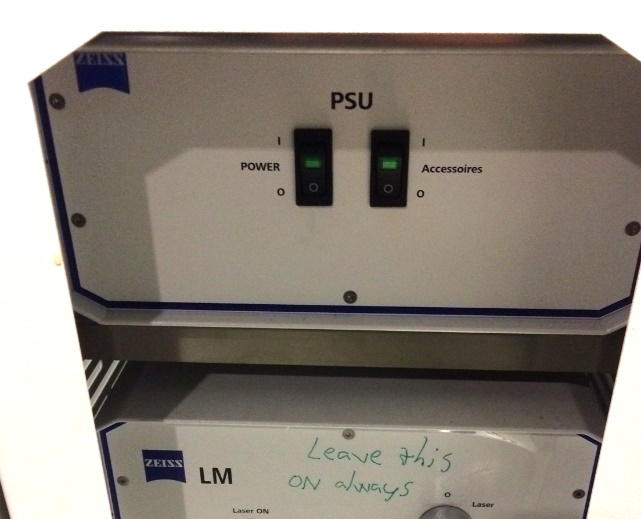 ZEISS
PSU
I I
POWER Accessoires
O O
Leave this
ZEISS LM ON always
O
Laser ON Laser